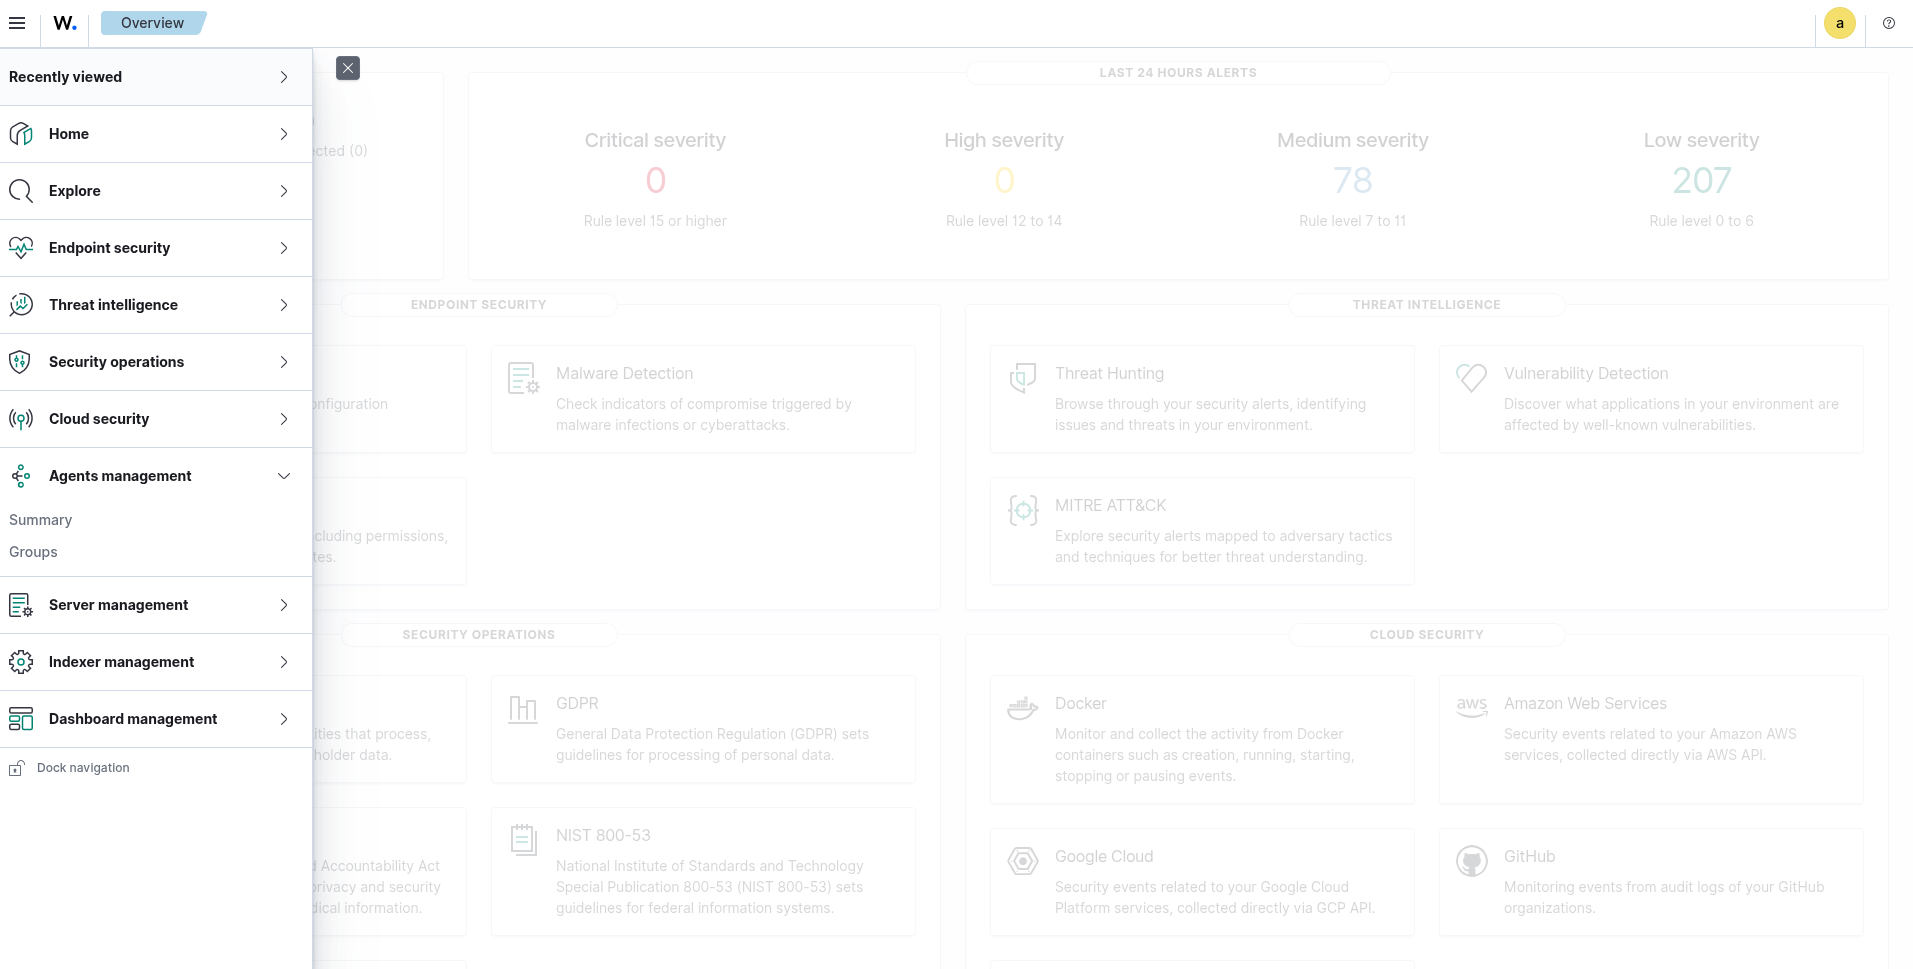 W.
Overview
a
Recently viewed
Home
Explore
Endpoint security
Threat intelligence
Security operations
Cloud security
Agents management
Summary
Groups
Server management
Indexer management
Dashboard management
Dock navigation
(0)
LAST 24 HOURS ALERTS
Critical severity
0
Rule level 15 or higher
High severity
0
Rule level 12 to 14
Medium severity
78
Rule level 7 to 11
Low severity
207
Rule level 0 to 6
ENDPOINT SECURITY
Malware Detection
Check indicators of compromise triggered by
malware infections or cyberattacks.
permissions,
THREAT INTELLIGENCE
Threat Hunting
Browse through your security alerts, identifying
issues and threats in your environment.
Vulnerability Detection
Discover what applications in your environment are
affected by well-known vulnerabilities.
MITRE ATT&CK
Explore security alerts mapped to adversary tactics
and techniques for better threat understanding.
SECURITY OPERATIONS
that process,
holder data.
GDPR
General Data Protection Regulation (GDPR) sets
guidelines for processing of personal data.
Accountability Act
privacy and security
information.
NIST 800-53
National Institute of Standards and Technology
Special Publication 800-53 (NIST 800-53) sets
guidelines for federal information systems.
CLOUD SECURITY
Docker
Monitor and collect the activity from Docker
containers such as creation, running, starting,
stopping or pausing events.
aws
Amazon Web Services
Security events related to your Amazon AWS
services, collected directly via AWS API.
Google Cloud
Security events related to your Google Cloud
Platform services, collected directly via GCP API.
GitHub
Monitoring events from audit logs of your GitHub
organizations.